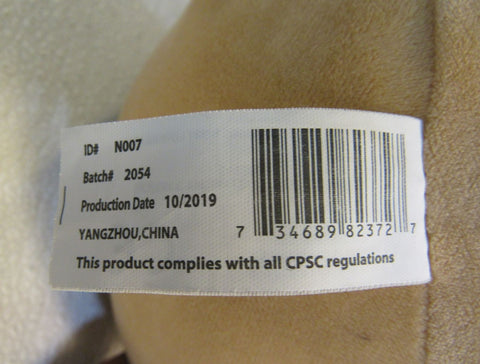 ID# N007
Batch# 2054
Production Date 10/2019
YANGZHOU,CHINA
7 34689 82372 7
This product complies with all CPSC regulations